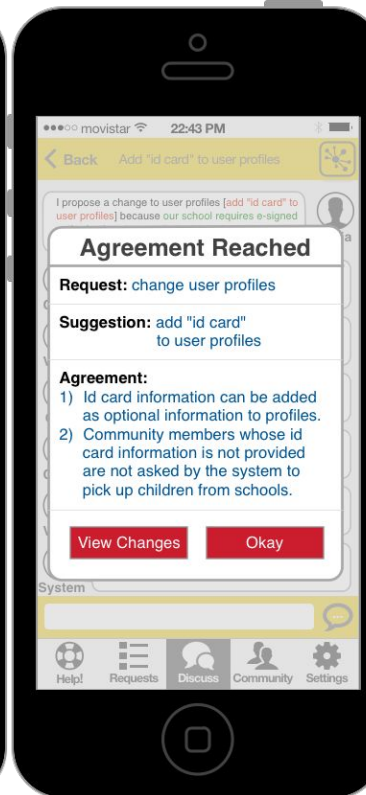 movistar 22:43 PM
Back Add "id card" to user profiles
I propose a change to user profiles [add "id card" to
user profiles] because our school requires e-signed
Agreement Reached
Request: change user profiles
Suggestion: add "id card"
to user profiles
Agreement:
1) Id card information can be added
as optional information to profiles.
2) Community members whose id
card information is not provided
are not asked by the system to
pick up children from schools.
View Changes Okay
System
Help! Requests Discuss Community Settings